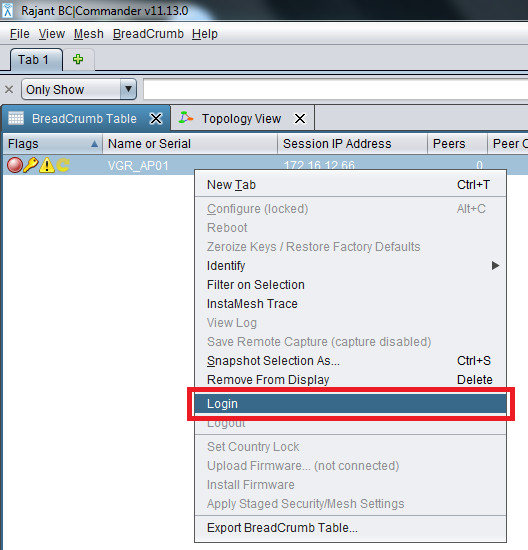 Rajant BC|Commander v11.13.0
File View Mesh BreadCrumb Help
Tab 1
Only Show
BreadCrumb Table Topology View
Flags Name or Serial Session IP Address Peers Peer C
VGR_AP01 172.16.12.66 0
New Tab Ctrl+T
Configure (locked) Alt+C
Reboot
Zeroize Keys / Restore Factory Defaults
Identify
Filter on Selection
InstaMesh Trace
View Log
Save Remote Capture (capture disabled)
Snapshot Selection As... Ctrl+S
Remove From Display Delete
Login
Logout
Set Country Lock
Upload Firmware... (not connected)
Install Firmware
Apply Staged Security/Mesh Settings
Export BreadCrumb Table...